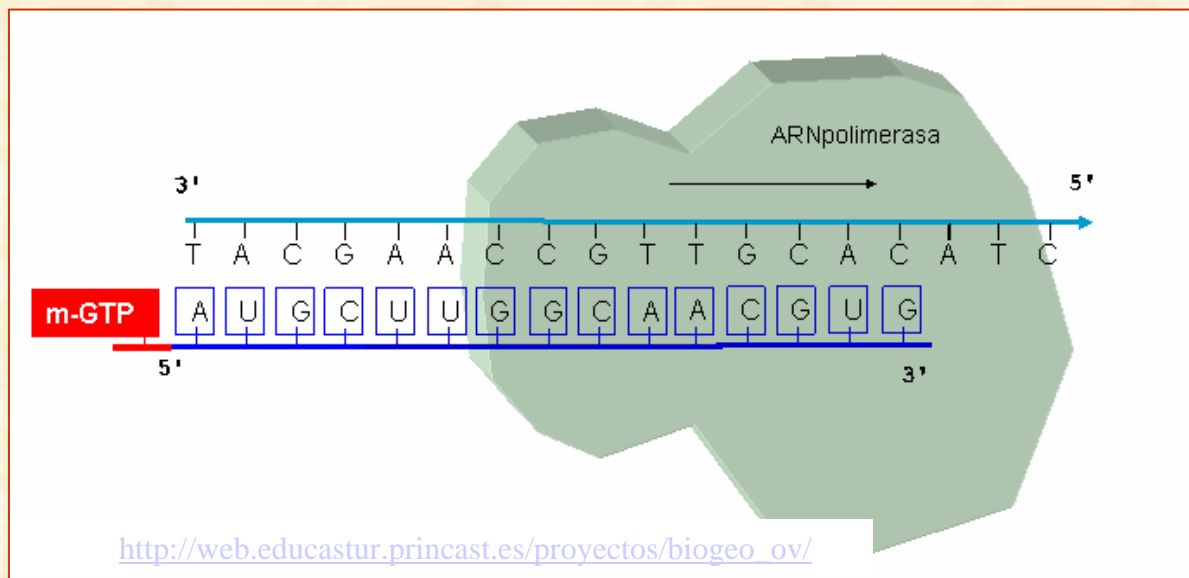 ARNpolimerasa
3' 5'
T A C G A A C C G T T G C A C A T C
m-GTP A U G C U U G G C A A C G U G
5' 3'
http://web.educastur.princast.es/proyectos/biogeo_ov/